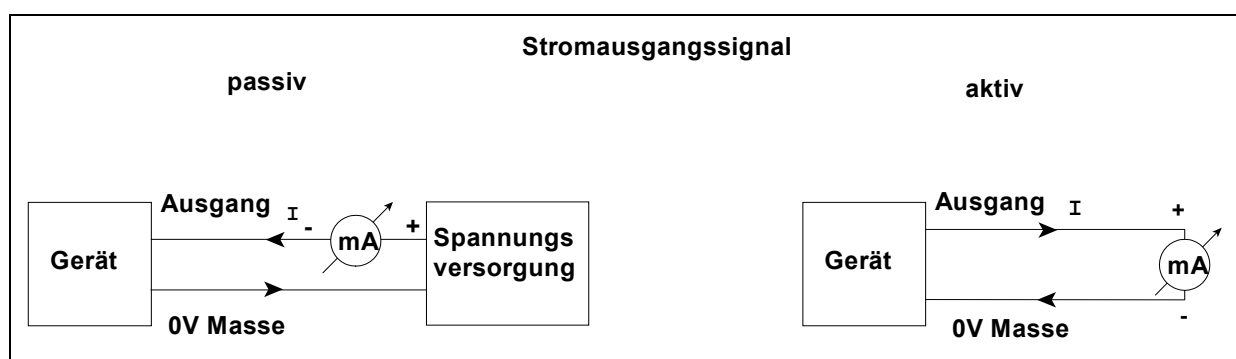 Stromausgangssignal
passiv
aktiv
Ausgang
I
-
+
mA
Gerät
Spannungs
versorgung
0V Masse
Ausgang
I
+
Gerät
mA
0V Masse
-